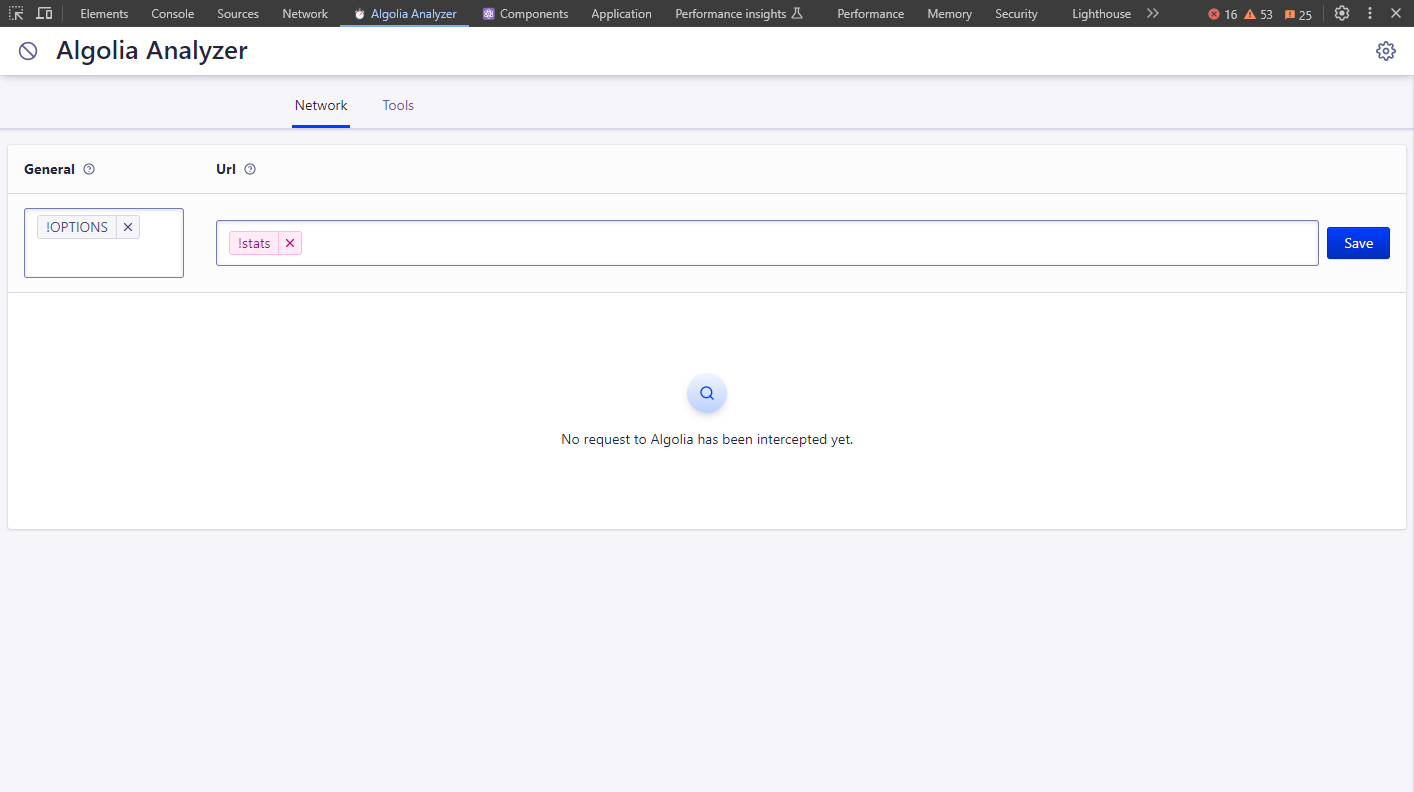 Elements Console Sources Network Algolia Analyzer Components Application Performance insights Performance Memory Security Lighthouse 16 53 25
Algolia Analyzer
Network Tools
General Url
!OPTIONS
!stats
Save
No request to Algolia has been intercepted yet.